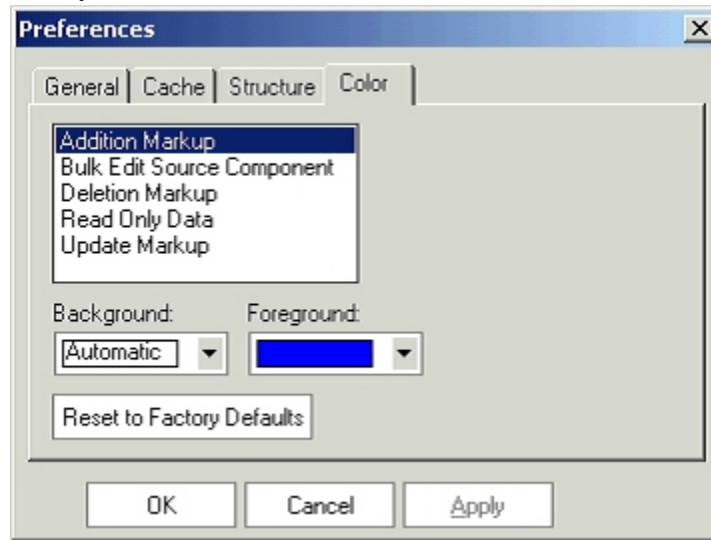 Preferences
General Cache Structure Color
Addition Markup
Bulk Edit Source Component
Deletion Markup
Read Only Data
Update Markup
Background: Foreground:
Automatic
Reset to Factory Defaults
OK Cancel Apply